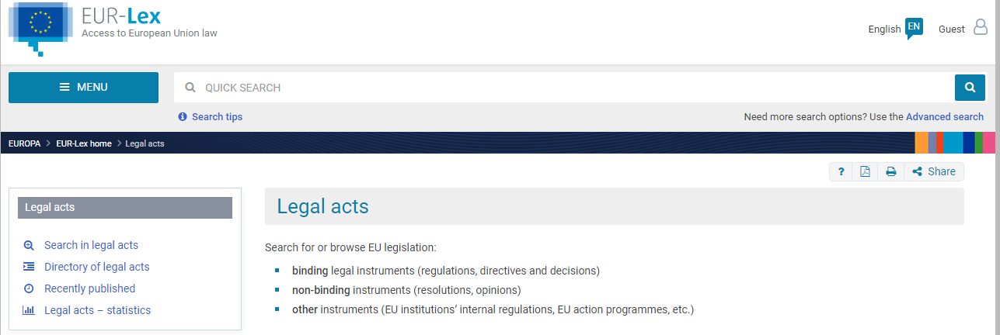 EUR-Lex
Access to European Union law
English EN Guest
MENU
QUICK SEARCH
Search tips
Need more search options? Use the Advanced search
EUROPA > EUR-Lex home > Legal acts
? Share
Legal acts
Search in legal acts
Directory of legal acts
Recently published
Legal acts – statistics
Legal acts
Search for or browse EU legislation:
binding legal instruments (regulations, directives and decisions)
non-binding instruments (resolutions, opinions)
other instruments (EU institutions’ internal regulations, EU action programmes, etc.)